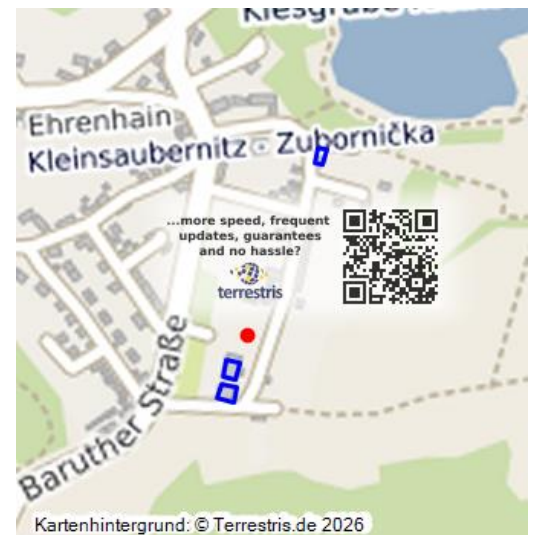 Ehrenhain
Kleinsaubernitz Zubornička
...more speed, frequent
updates, guarantees
and no hassle?
terrestris
Baruther Straße
Kartenhintergrund: © Terrestris.de 2026